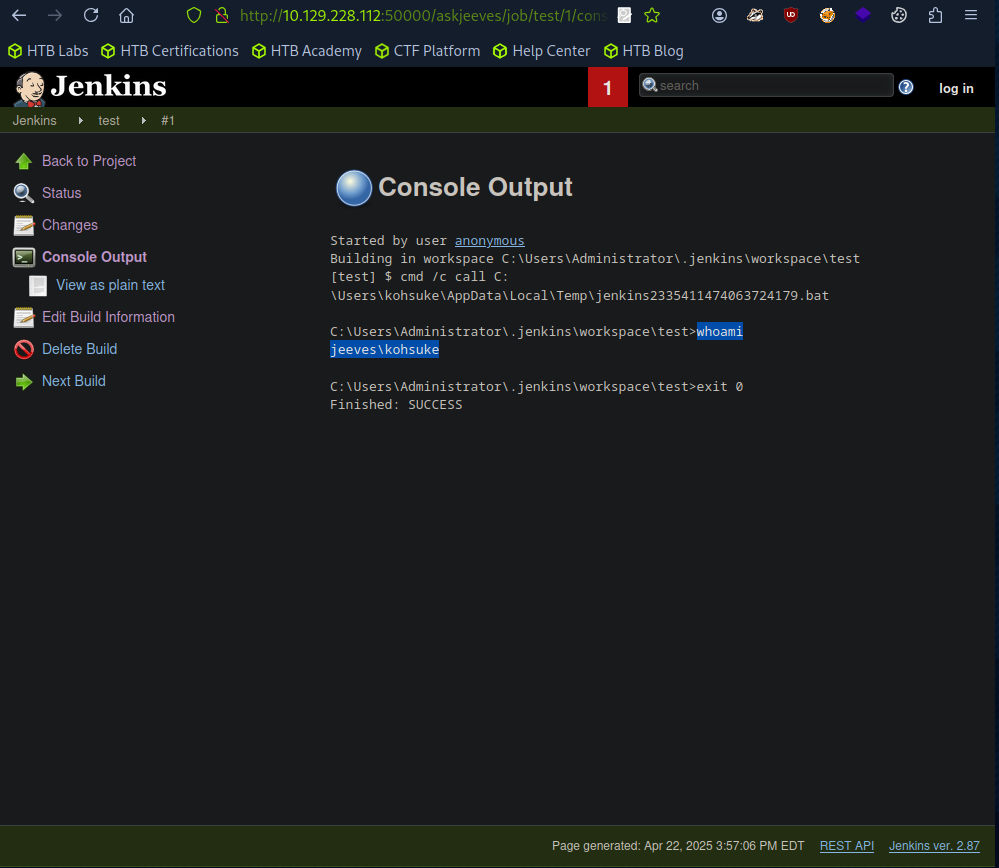 http://10.129.228.112:50000/askjeeves/job/test/1/cons
HTB Labs HTB Certifications HTB Academy CTF Platform Help Center HTB Blog
Jenkins 1 search log in
Jenkins test #1
Back to Project
Status
Changes
Console Output
View as plain text
Edit Build Information
Delete Build
Next Build
Console Output
Started by user anonymous
Building in workspace C:\Users\Administrator\.jenkins\workspace\test
[test] $ cmd /c call C:
\Users\kohsuke\AppData\Local\Temp\jenkins2335411474063724179.bat
C:\Users\Administrator\.jenkins\workspace\test>whoami
jeeves\kohsuke
C:\Users\Administrator\.jenkins\workspace\test>exit 0
Finished: SUCCESS
Page generated: Apr 22, 2025 3:57:06 PM EDT REST API Jenkins ver. 2.87